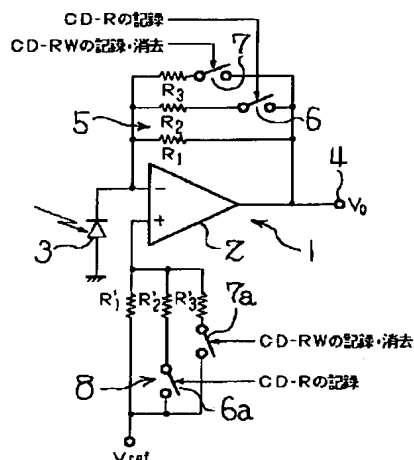 CD-Rの記録
CD-RWの記録・消去
7
R3
5
R2
6
R1
4
−
+
V0
3
2
1
R'1
R'2
R'3
7a
CD-RWの記録・消去
8
CD-Rの記録
6a
Vref